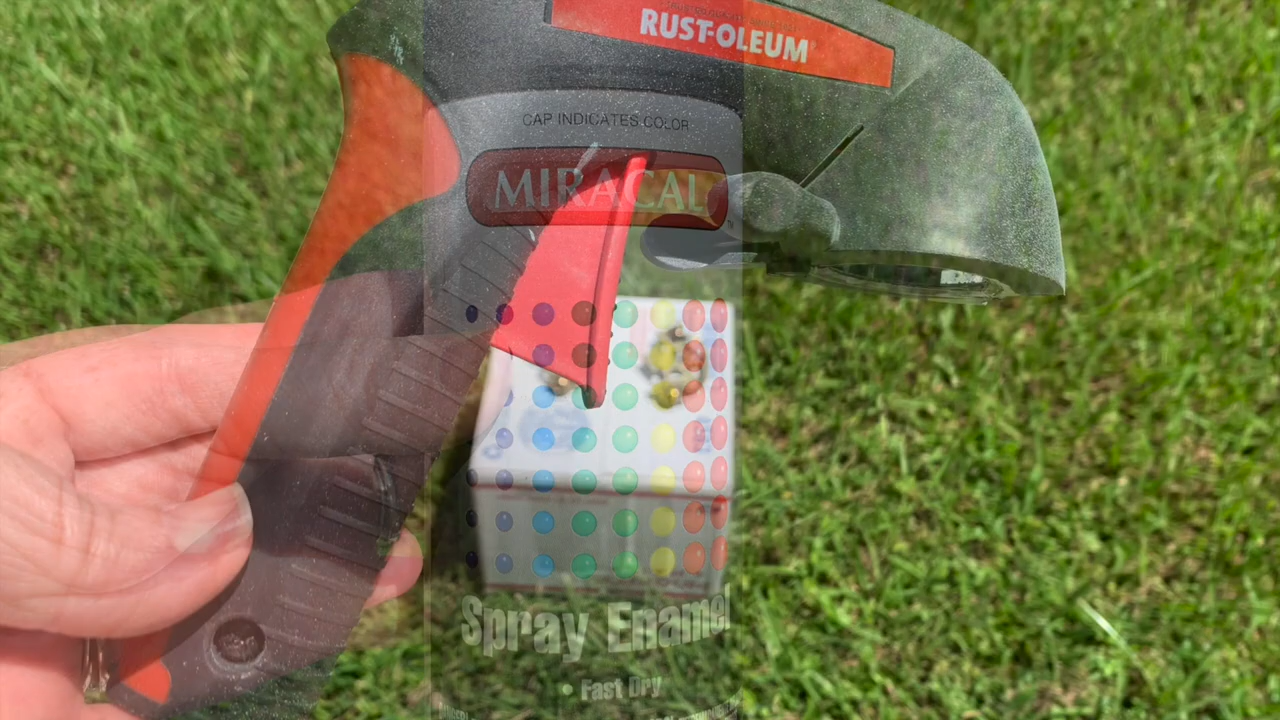 RUST-OLEUM
CAP INDICATES COLOR
MIRACAL
Spray Enamel
• Fast Dry